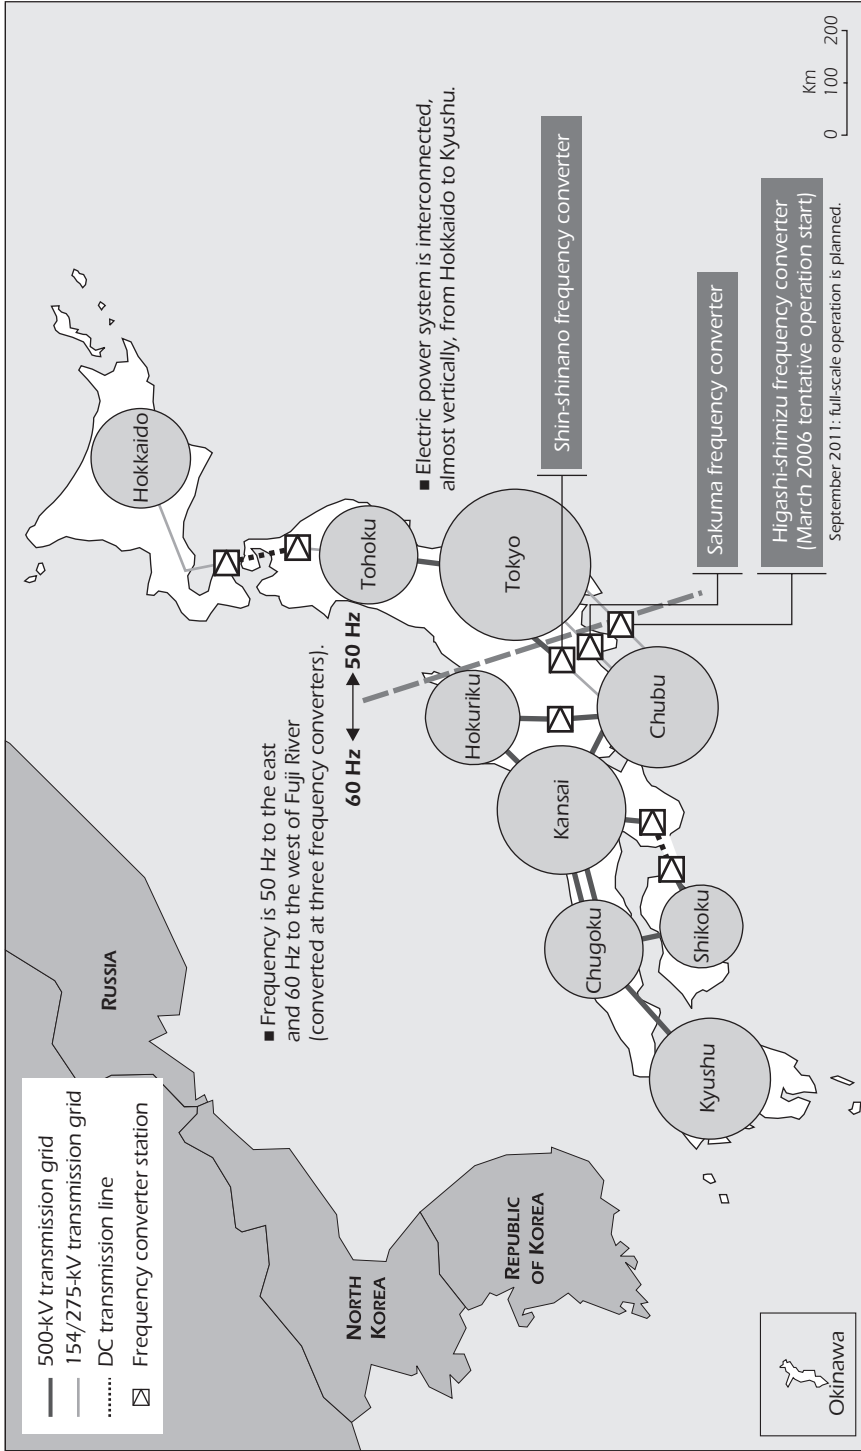 500-kV transmission grid
154/275-kV transmission grid
DC transmission line
Frequency converter station
RUSSIA
NORTH
KOREA
REPUBLIC
OF KOREA
■ Frequency is 50 Hz to the east
and 60 Hz to the west of Fuji River
(converted at three frequency converters).
60 Hz
50 Hz
■ Electric power system is interconnected,
almost vertically, from Hokkaido to Kyushu.
Hokkaido
Tohoku
Tokyo
Hokuriku
Kansai
Chubu
Chugoku
Shikoku
Kyushu
Okinawa
Shin-shinano frequency converter
Sakuma frequency converter
Higashi-shimizu frequency converter
(March 2006 tentative operation start)
September 2011: full-scale operation is planned.
Km
0 100 200